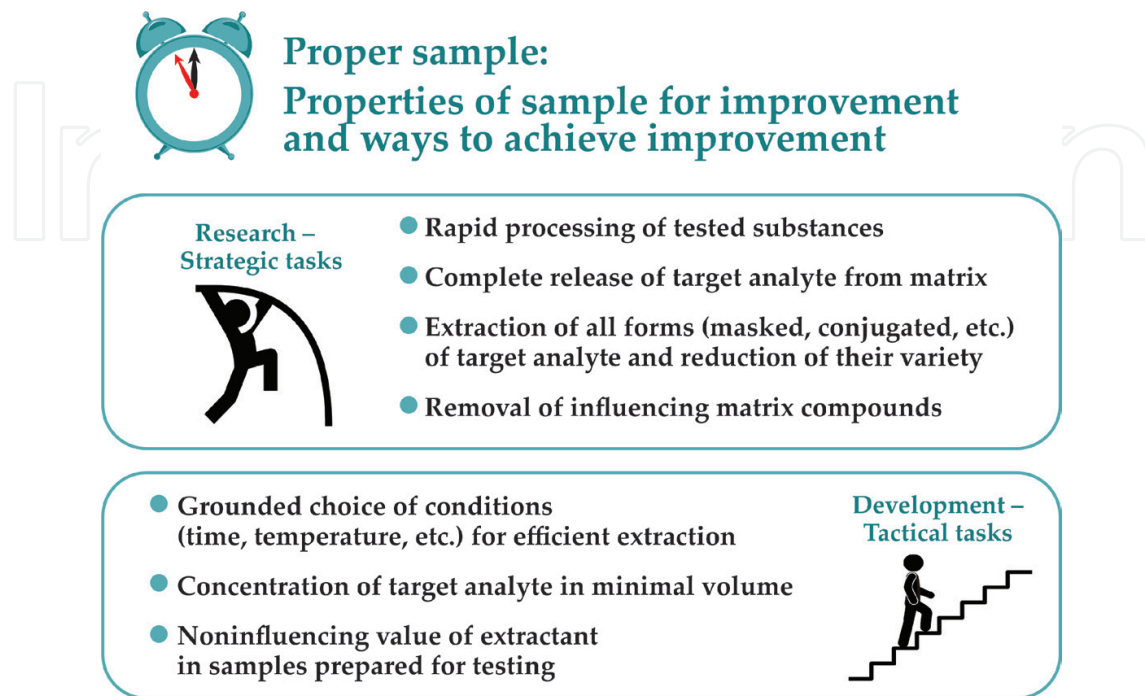 Proper sample:
Properties of sample for improvement
and ways to achieve improvement
Research –
Strategic tasks
Rapid processing of tested substances
Complete release of target analyte from matrix
Extraction of all forms (masked, conjugated, etc.)
of target analyte and reduction of their variety
Removal of influencing matrix compounds
Grounded choice of conditions
(time, temperature, etc.) for efficient extraction
Concentration of target analyte in minimal volume
Noninfluencing value of extractant
in samples prepared for testing
Development –
Tactical tasks